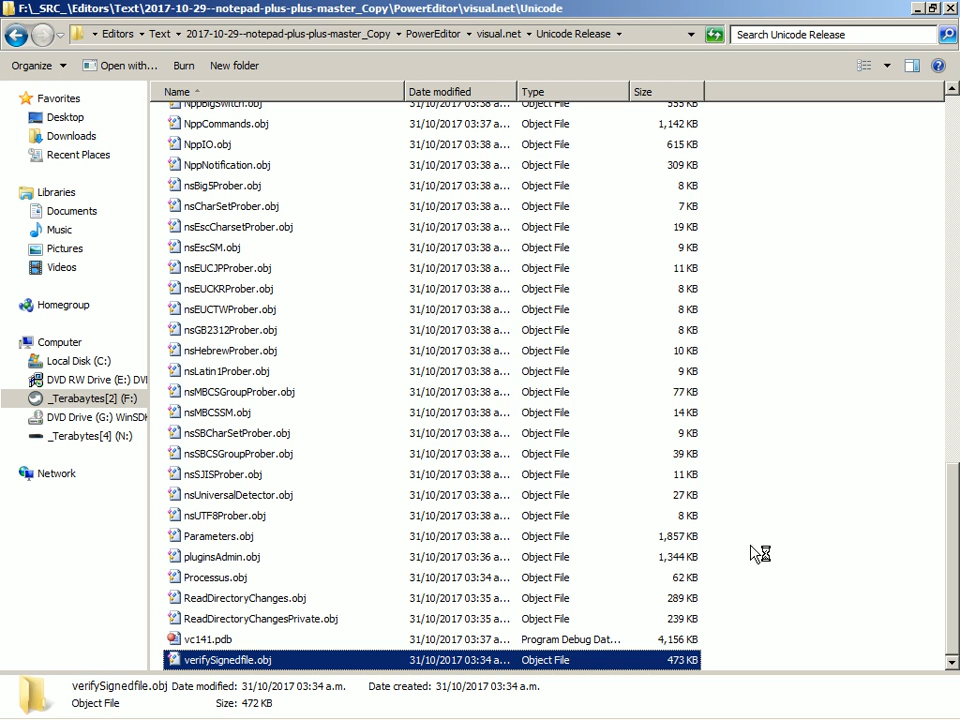 F:\_SRC_\Editors\Text\2017-10-29--notepad-plus-plus-master_Copy\PowerEditor\visual.net\Unicode
Editors Text 2017-10-29--notepad-plus-plus-master_Copy PowerEditor visual.net Unicode Release Search Unicode Release
Organize Open with... Burn New folder
Name Date modified Type Size
NppBigSwitch.obj 31/10/2017 03:38 a... Object File 555 KB
NppCommands.obj 31/10/2017 03:37 a... Object File 1,142 KB
NppIO.obj 31/10/2017 03:38 a... Object File 615 KB
NppNotification.obj 31/10/2017 03:38 a... Object File 309 KB
nsBig5Prober.obj 31/10/2017 03:38 a... Object File 8 KB
nsCharSetProber.obj 31/10/2017 03:38 a... Object File 7 KB
nsEscCharsetProber.obj 31/10/2017 03:38 a... Object File 19 KB
nsEscSM.obj 31/10/2017 03:38 a... Object File 9 KB
nsEUCJPProber.obj 31/10/2017 03:38 a... Object File 11 KB
nsEUCKRProber.obj 31/10/2017 03:38 a... Object File 8 KB
nsEUCTWProber.obj 31/10/2017 03:38 a... Object File 8 KB
nsGB2312Prober.obj 31/10/2017 03:38 a... Object File 8 KB
nsHebrewProber.obj 31/10/2017 03:38 a... Object File 10 KB
nsLatin1Prober.obj 31/10/2017 03:38 a... Object File 9 KB
nsMBCSGroupProber.obj 31/10/2017 03:38 a... Object File 77 KB
nsMBCSSM.obj 31/10/2017 03:38 a... Object File 14 KB
nsSBCharSetProber.obj 31/10/2017 03:38 a... Object File 9 KB
nsSBCSGroupProber.obj 31/10/2017 03:38 a... Object File 39 KB
nsSJISProber.obj 31/10/2017 03:38 a... Object File 11 KB
nsUniversalDetector.obj 31/10/2017 03:38 a... Object File 27 KB
nsUTF8Prober.obj 31/10/2017 03:38 a... Object File 8 KB
Parameters.obj 31/10/2017 03:38 a... Object File 1,857 KB
pluginsAdmin.obj 31/10/2017 03:36 a... Object File 1,344 KB
Processus.obj 31/10/2017 03:34 a... Object File 62 KB
ReadDirectoryChanges.obj 31/10/2017 03:35 a... Object File 289 KB
ReadDirectoryChangesPrivate.obj 31/10/2017 03:35 a... Object File 239 KB
vc141.pdb 31/10/2017 03:37 a... Program Debug Dat... 4,156 KB
verifySignedfile.obj 31/10/2017 03:34 a... Object File 473 KB
Favorites
Desktop
Downloads
Recent Places
Libraries
Documents
Music
Pictures
Videos
Homegroup
Computer
Local Disk (C:)
DVD RW Drive (E:) DVI
_Terabaytes[2] (F:)
DVD Drive (G:) WinSDK
_Terabytes[4] (N:)
Network
verifySignedfile.obj Date modified: 31/10/2017 03:34 a.m. Date created: 31/10/2017 03:34 a.m.
Object File Size: 472 KB